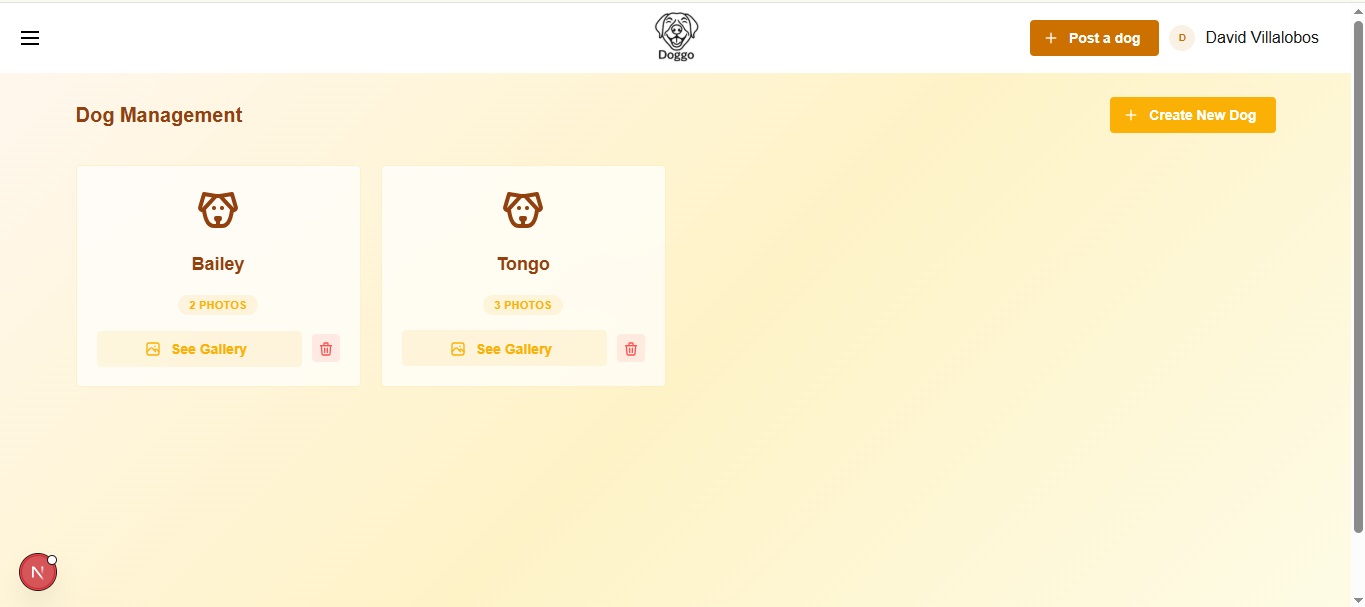 Doggo
+ Post a dog
D
David Villalobos
Dog Management
+ Create New Dog
Bailey
Tongo
2 PHOTOS
3 PHOTOS
See Gallery
See Gallery
N